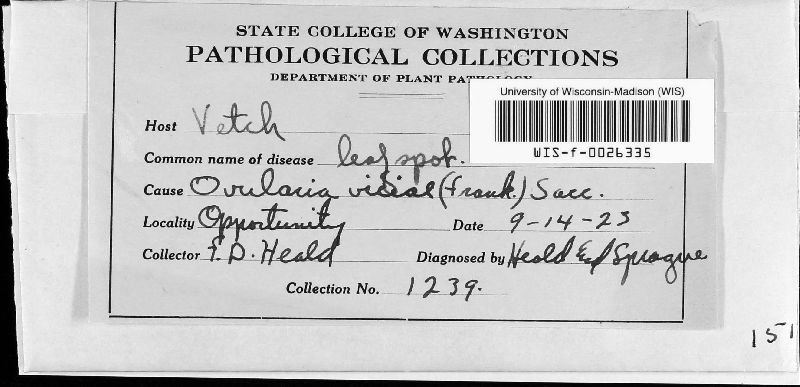 STATE COLLEGE OF WASHINGTON
PATHOLOGICAL COLLECTIONS
DEPARTMENT OF PLANT PATHOLOGY
University of Wisconsin-Madison (WIS)
WIS-f-0026335
Host Vetch
Common name of disease leaf spot.
Cause Ovularia viciae (Frank.) Sacc.
Locality Opportunity Date 9-14-23
Collector F. D. Heald Diagnosed by Heald Sprague
Collection No. 1239.
151